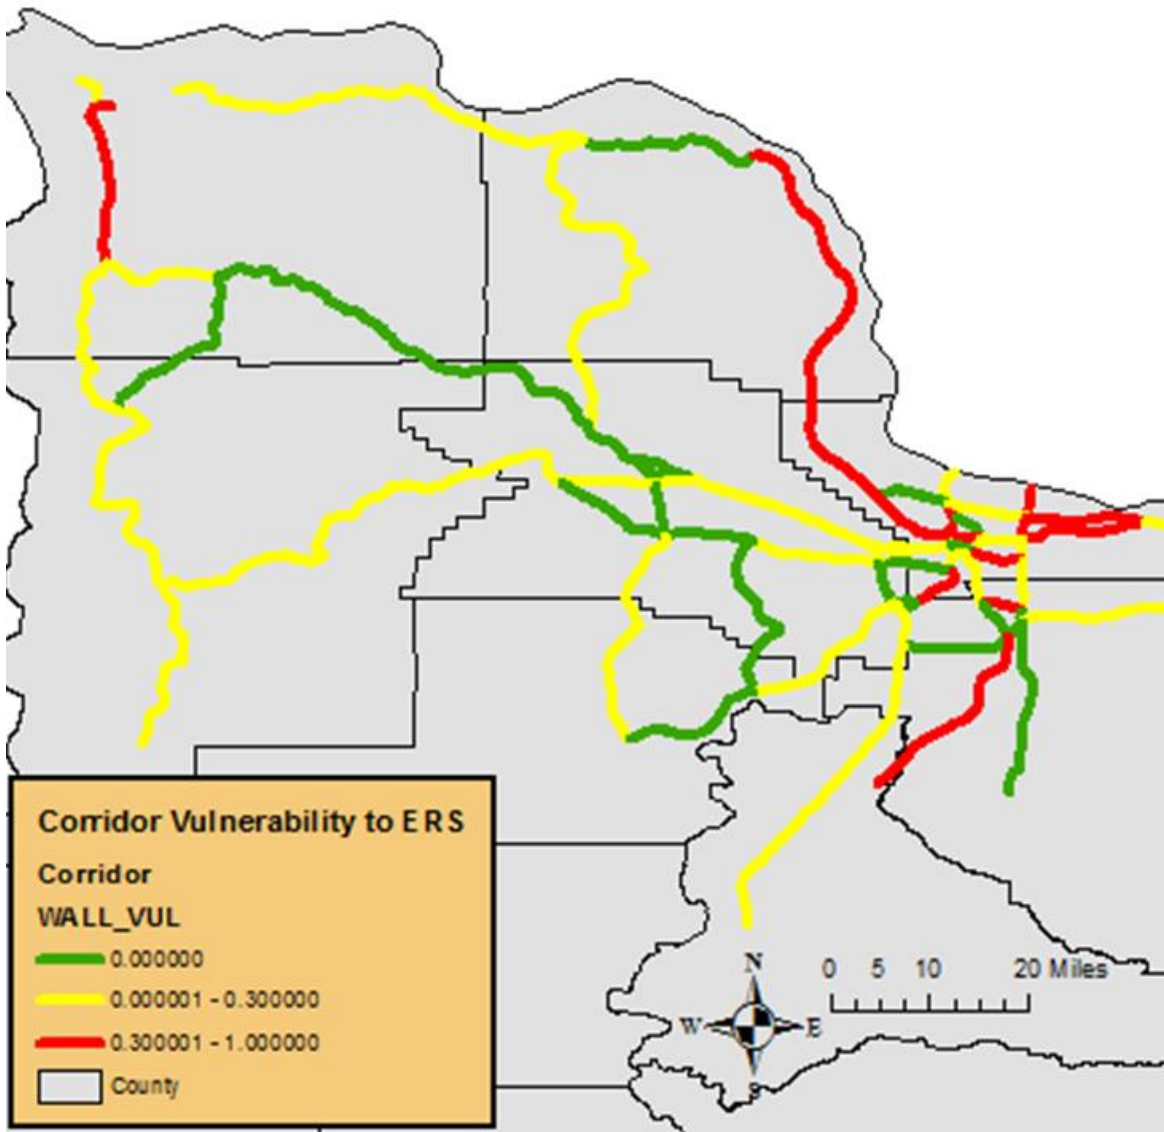 Corridor Vulnerability to ERS
Corridor
WALL_VUL
0.000000
0.000001 - 0.300000
0.300001 - 1.000000
County
N
W E
S
0 5 10 20 Miles